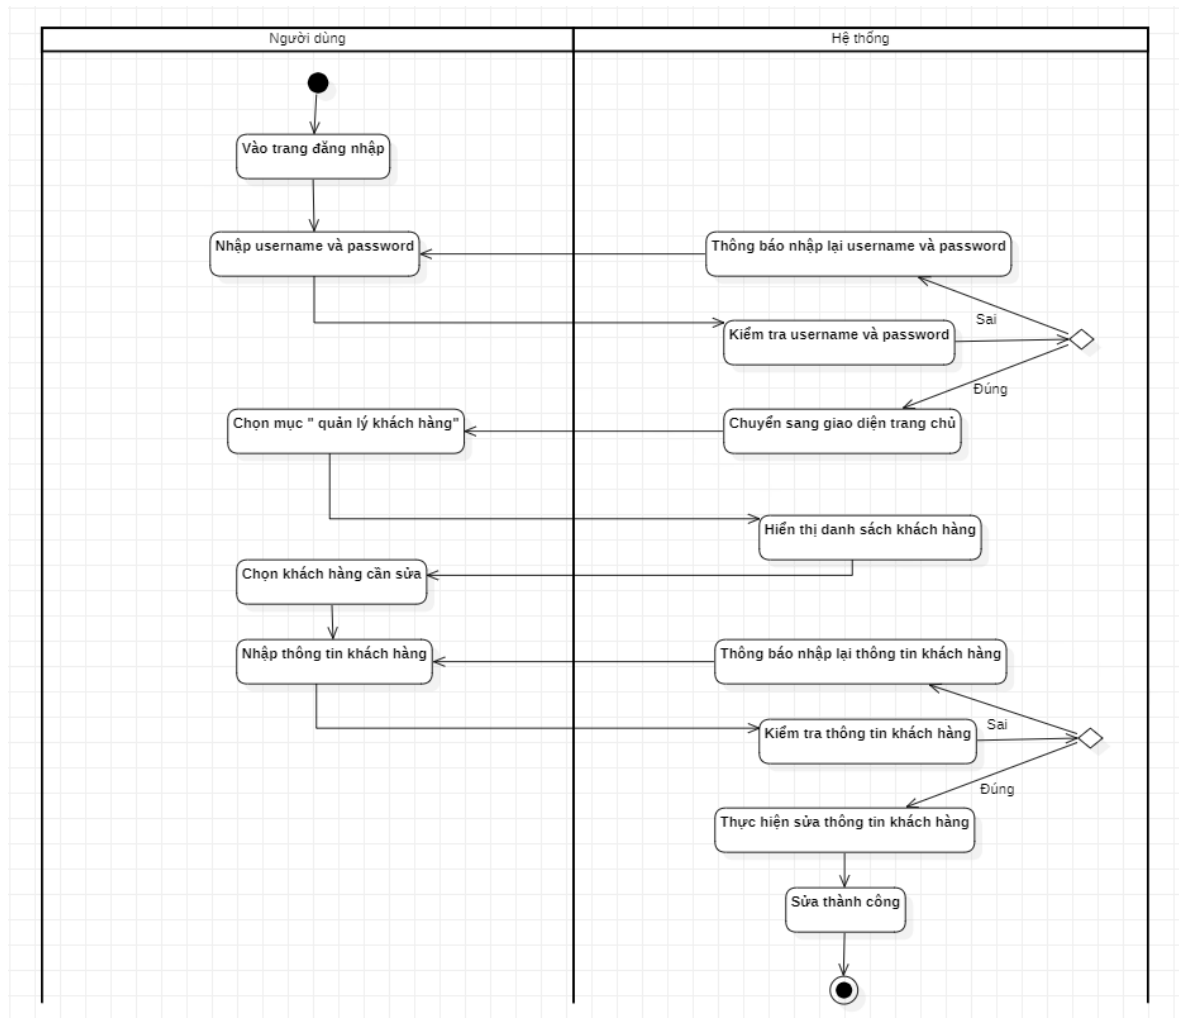 Người dùng
Hệ thống
Vào trang đăng nhập
Nhập username và password
Thông báo nhập lại username và password
Sai
Kiểm tra username và password
Đúng
Chọn mục " quản lý khách hàng"
Chuyển sang giao diện trang chủ
Hiển thị danh sách khách hàng
Chọn khách hàng cần sửa
Nhập thông tin khách hàng
Thông báo nhập lại thông tin khách hàng
Sai
Kiểm tra thông tin khách hàng
Đúng
Thực hiện sửa thông tin khách hàng
Sửa thành công